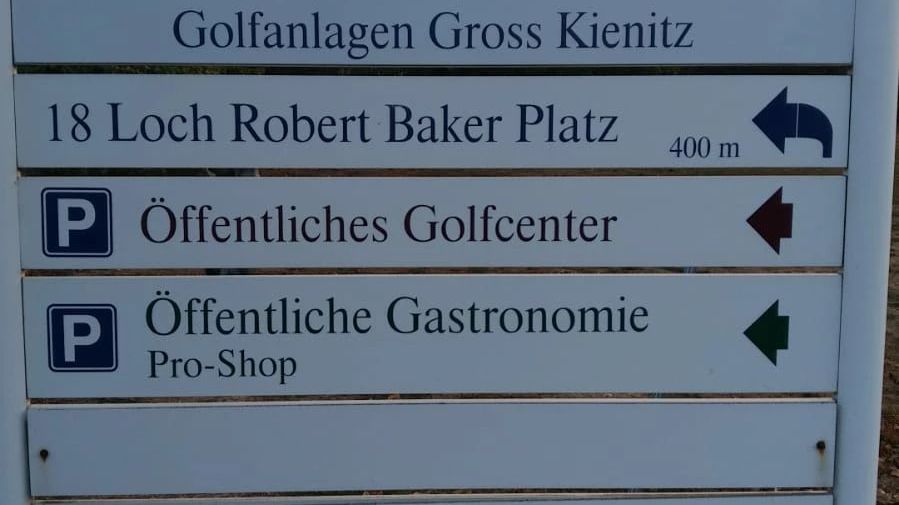 Golfanlagen Gross Kienitz
18 Loch Robert Baker Platz
400 m
P Öffentliches Golfcenter
P Öffentliche Gastronomie
Pro-Shop